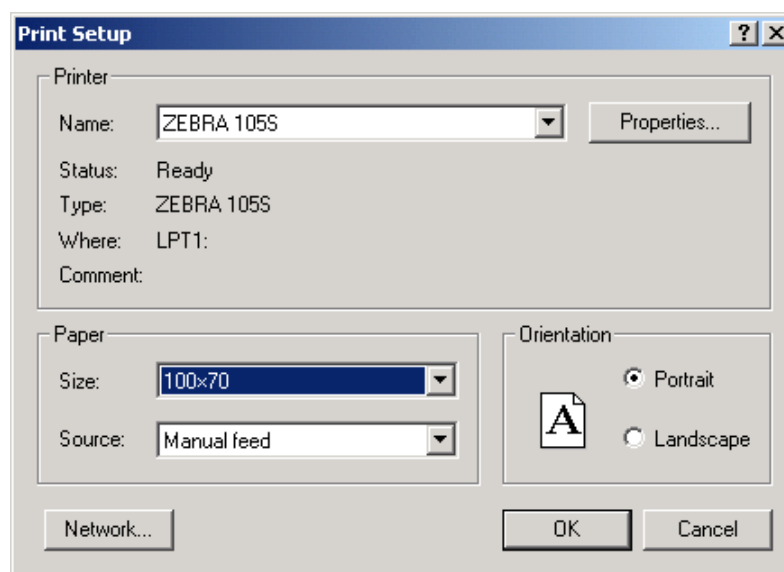 Print Setup
Printer
Name: ZEBRA 105S Properties...
Status: Ready
Type: ZEBRA 105S
Where: LPT1:
Comment:
Paper
Size: 100×70
Source: Manual feed
Orientation
A
Portrait
Landscape
Network... OK Cancel